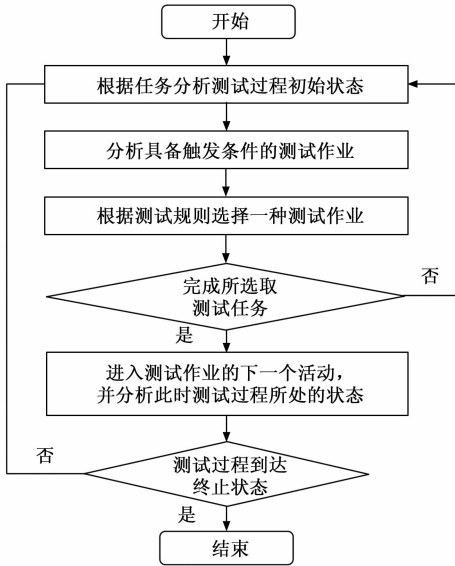 开始
根据任务分析测试过程初始状态
分析具备触发条件的测试作业
根据测试规则选择一种测试作业
完成所选取
测试任务
否
是
进入测试作业的下一个活动，
并分析此时测试过程所处的状态
否
测试过程到达
终止状态
是
结束